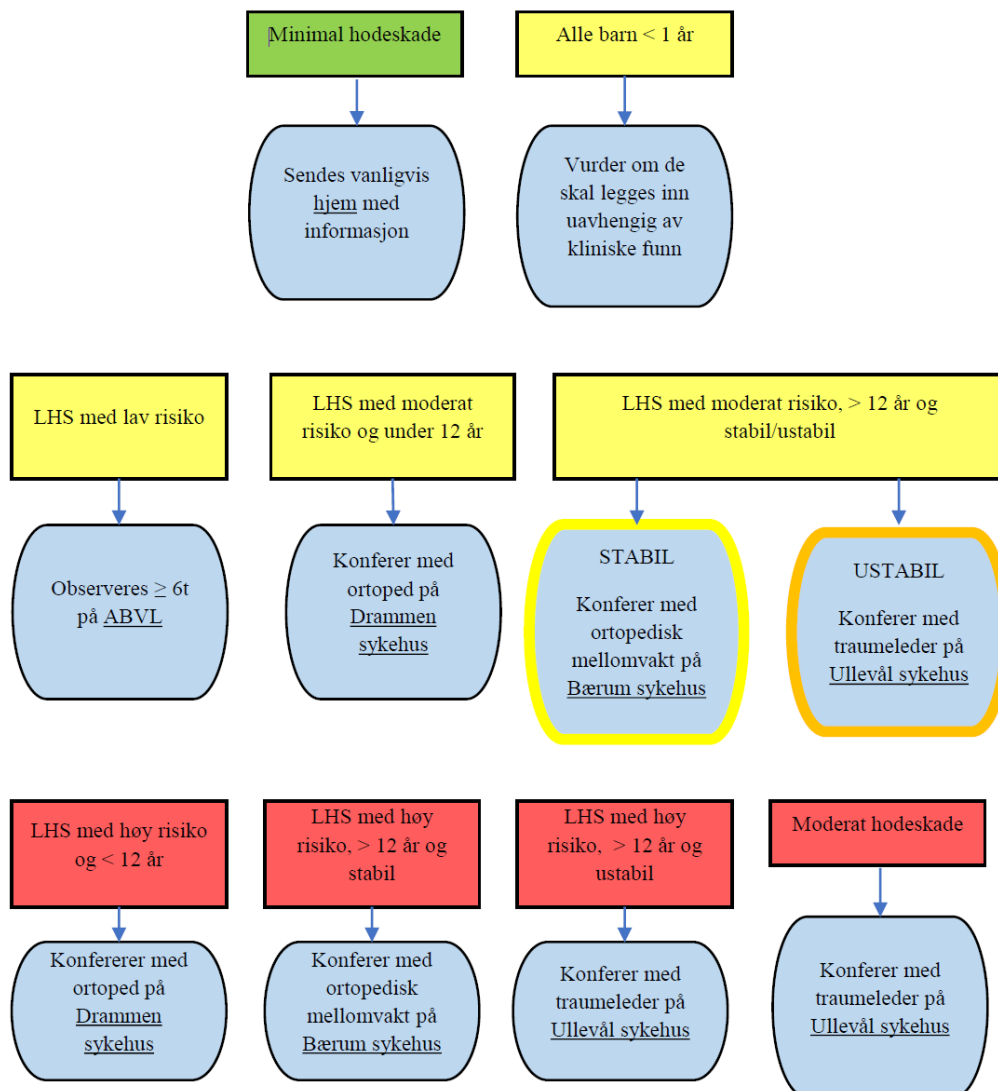 Minimal hodeskade
Alle barn < 1 år
Sendes vanligvis
hjem med
informasjon
Vurder om de
skal legges inn
uavhengig av
kliniske funn
LHS med lav risiko
LHS med moderat
risiko og under 12 år
LHS med moderat risiko, > 12 år og
stabil/ustabil
Observeres ≥ 6t
på ABVL
Konferer med
ortoped på
Drammen
sykehus
STABIL
Konferer med
ortopedisk
mellomvakt på
Bærum sykehus
USTABIL
Konferer med
traumeleder på
Ullevål sykehus
LHS med høy risiko
og < 12 år
LHS med høy
risiko, > 12 år og
stabil
LHS med høy
risiko, > 12 år og
ustabil
Moderat hodeskade
Konfererer med
ortoped på
Drammen
sykehus
Konferer med
ortopedisk
mellomvakt på
Bærum sykehus
Konferer med
traumeleder på
Ullevål sykehus
Konferer med
traumeleder på
Ullevål sykehus